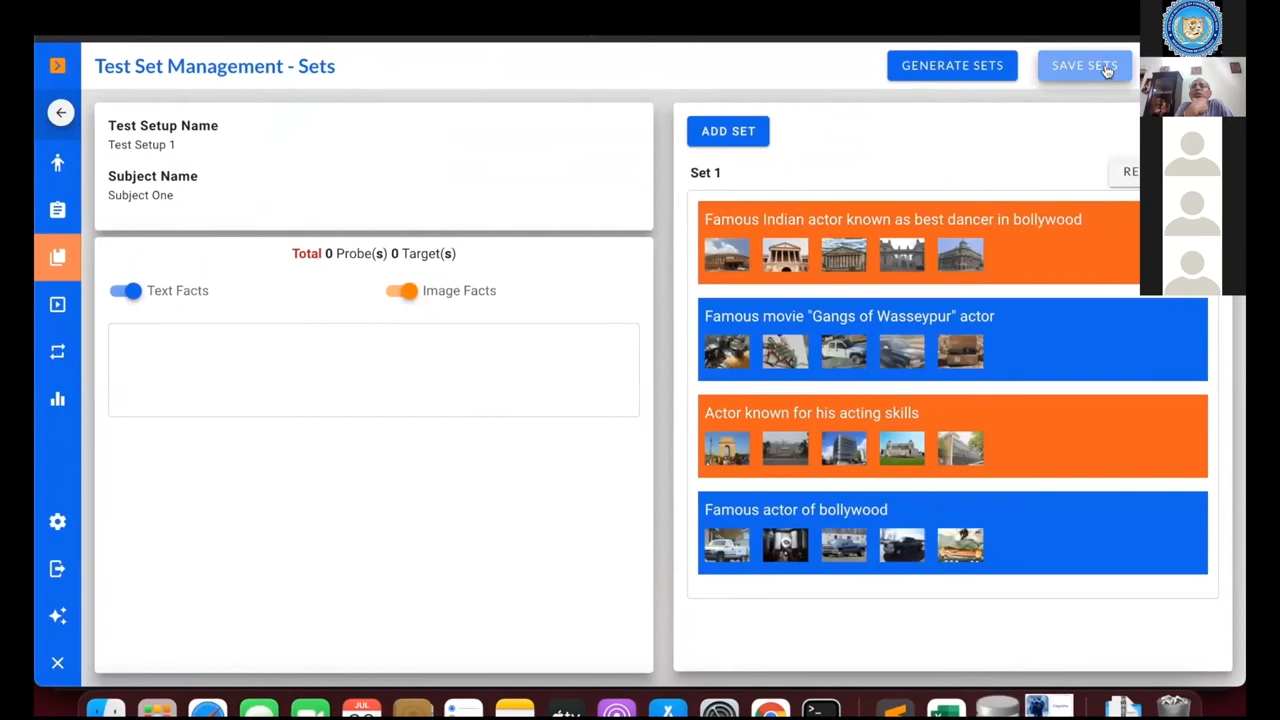 Test Set Management - Sets
GENERATE SETS
SAVE SETS
Test Setup Name
Test Setup 1
Subject Name
Subject One
Total 0 Probe(s) 0 Target(s)
Text Facts
Image Facts
ADD SET
Set 1
RE
Famous Indian actor known as best dancer in bollywood
Famous movie "Gangs of Wasseypur" actor
Actor known for his acting skills
Famous actor of bollywood
JUL